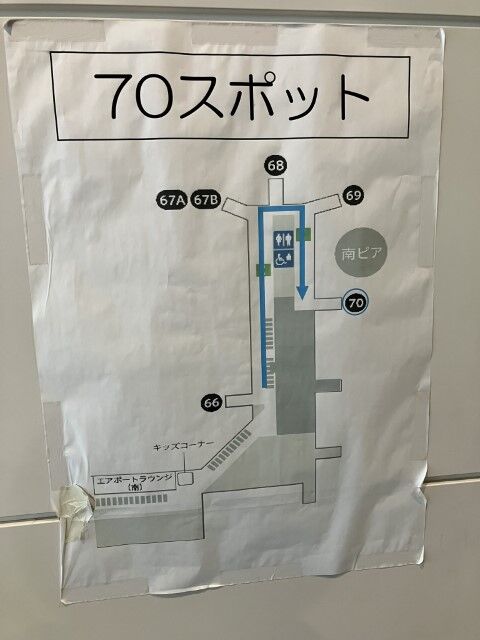 70スポット
68
67A 67B
69
南ピア
70
66
キッズコーナー
エアポートラウンジ
(南)